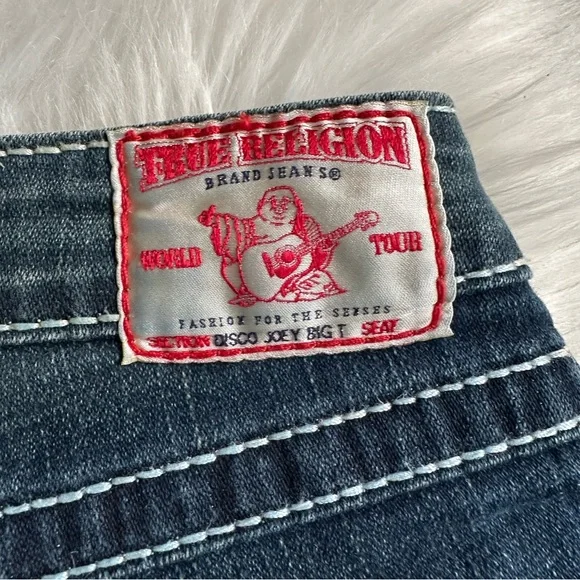 TRUE RELIGION
BRAND JEANS®
WORLD TOUR
FASHION FOR THE SENSES
SECTION DISCO JOEY BIG T SEAT